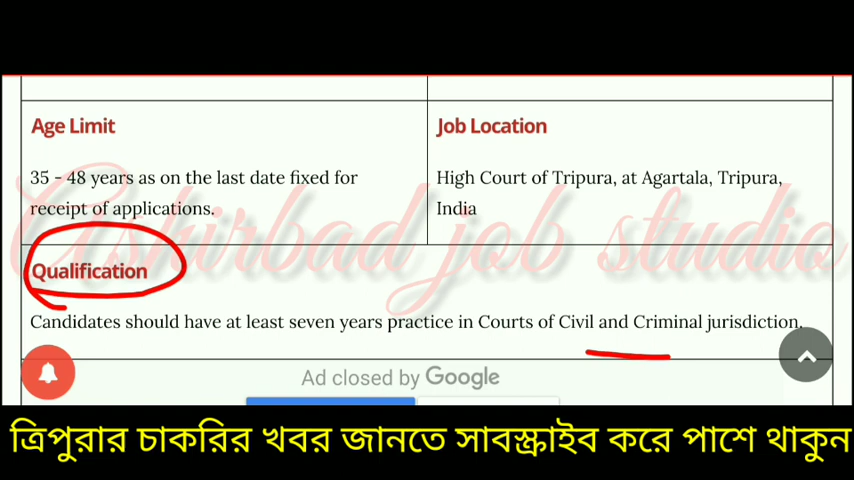 Age Limit
Job Location
35 - 48 years as on the last date fixed for
receipt of applications.
High Court of Tripura, at Agartala, Tripura,
India
Ashirbad job studio
Qualification
Candidates should have at least seven years practice in Courts of Civil and Criminal jurisdiction.
Ad closed by Google
ত্রিপুরার চাকরির খবর জানতে সাবস্ক্রাইব করে পাশে থাকুন